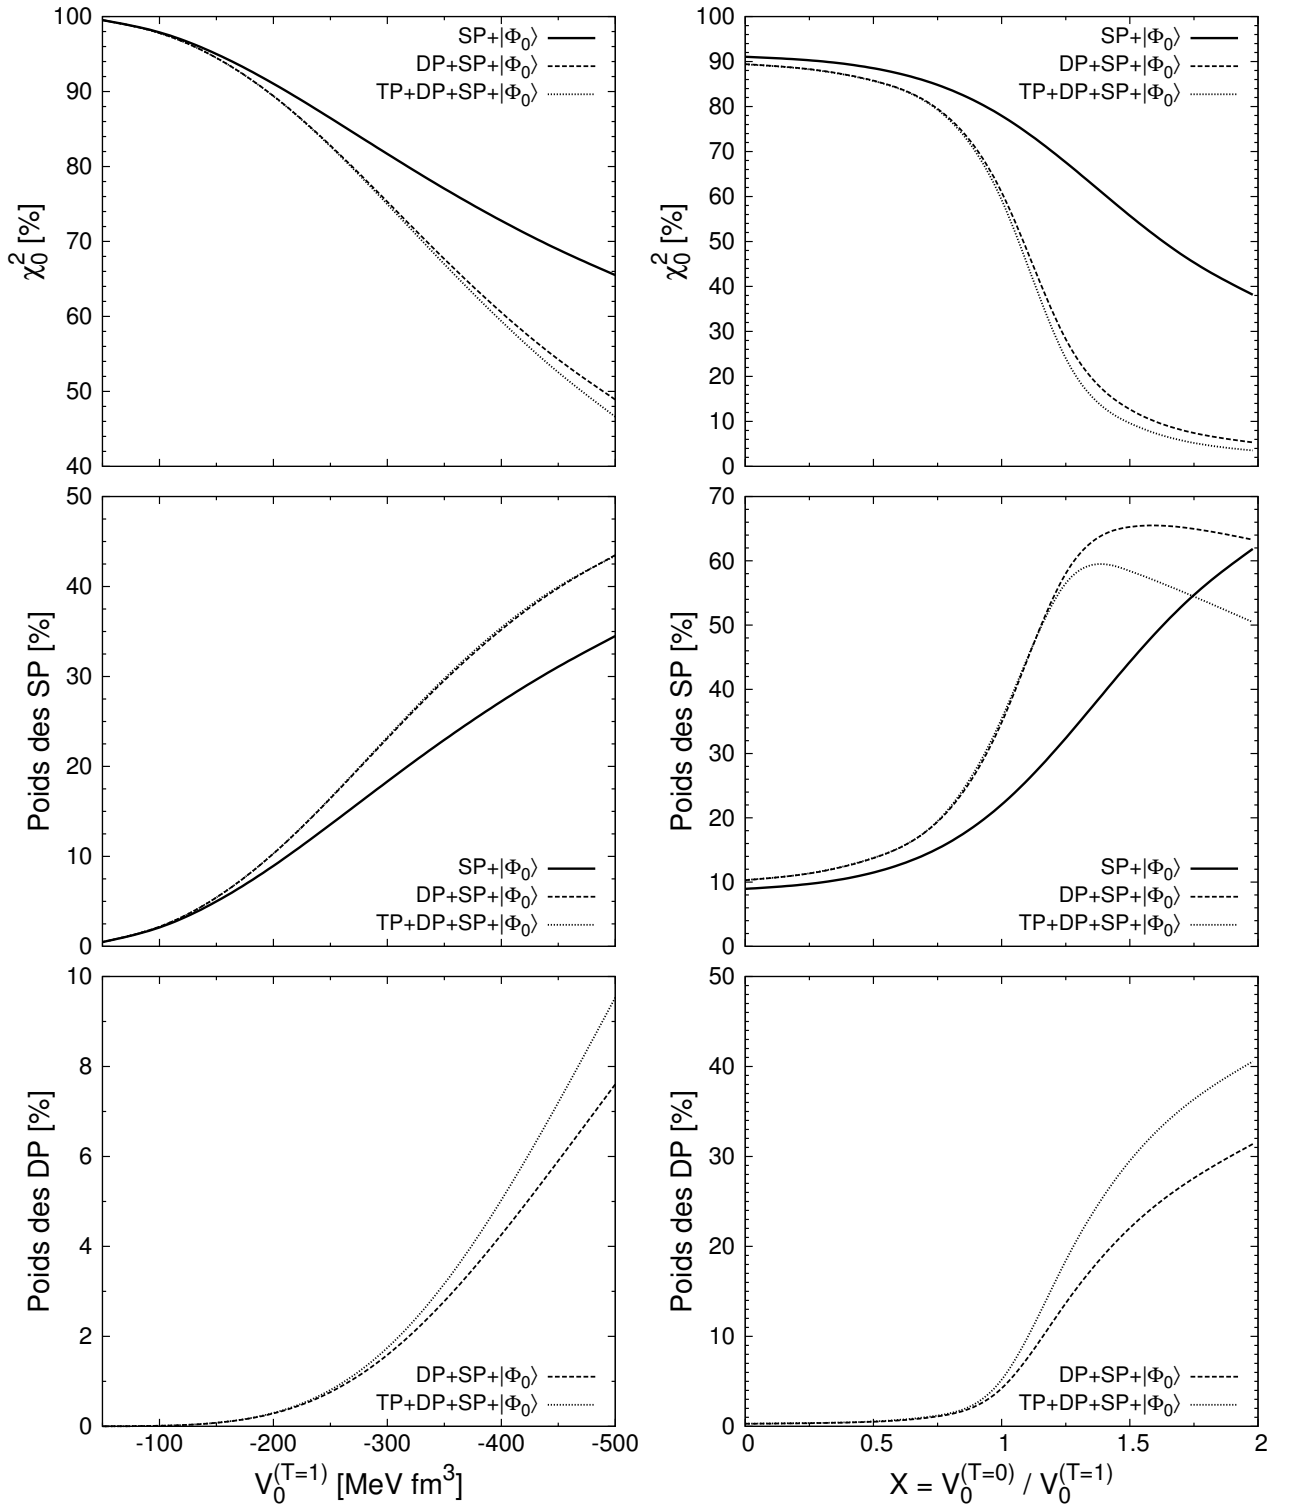 100
90
80
70
60
50
40
χ₀² [%]
SP+|Φ₀⟩
DP+SP+|Φ₀⟩
TP+DP+SP+|Φ₀⟩
100
90
80
70
60
50
40
30
20
10
0
χ₀² [%]
SP+|Φ₀⟩
DP+SP+|Φ₀⟩
TP+DP+SP+|Φ₀⟩
50
40
30
20
10
0
Poids des SP [%]
SP+|Φ₀⟩
DP+SP+|Φ₀⟩
TP+DP+SP+|Φ₀⟩
70
60
50
40
30
20
10
0
Poids des SP [%]
SP+|Φ₀⟩
DP+SP+|Φ₀⟩
TP+DP+SP+|Φ₀⟩
10
8
6
4
2
0
Poids des DP [%]
DP+SP+|Φ₀⟩
TP+DP+SP+|Φ₀⟩
-100 -200 -300 -400 -500
V₀^(T=1) [MeV fm³]
50
40
30
20
10
0
Poids des DP [%]
DP+SP+|Φ₀⟩
TP+DP+SP+|Φ₀⟩
0 0.5 1 1.5 2
X = V₀^(T=0) / V₀^(T=1)